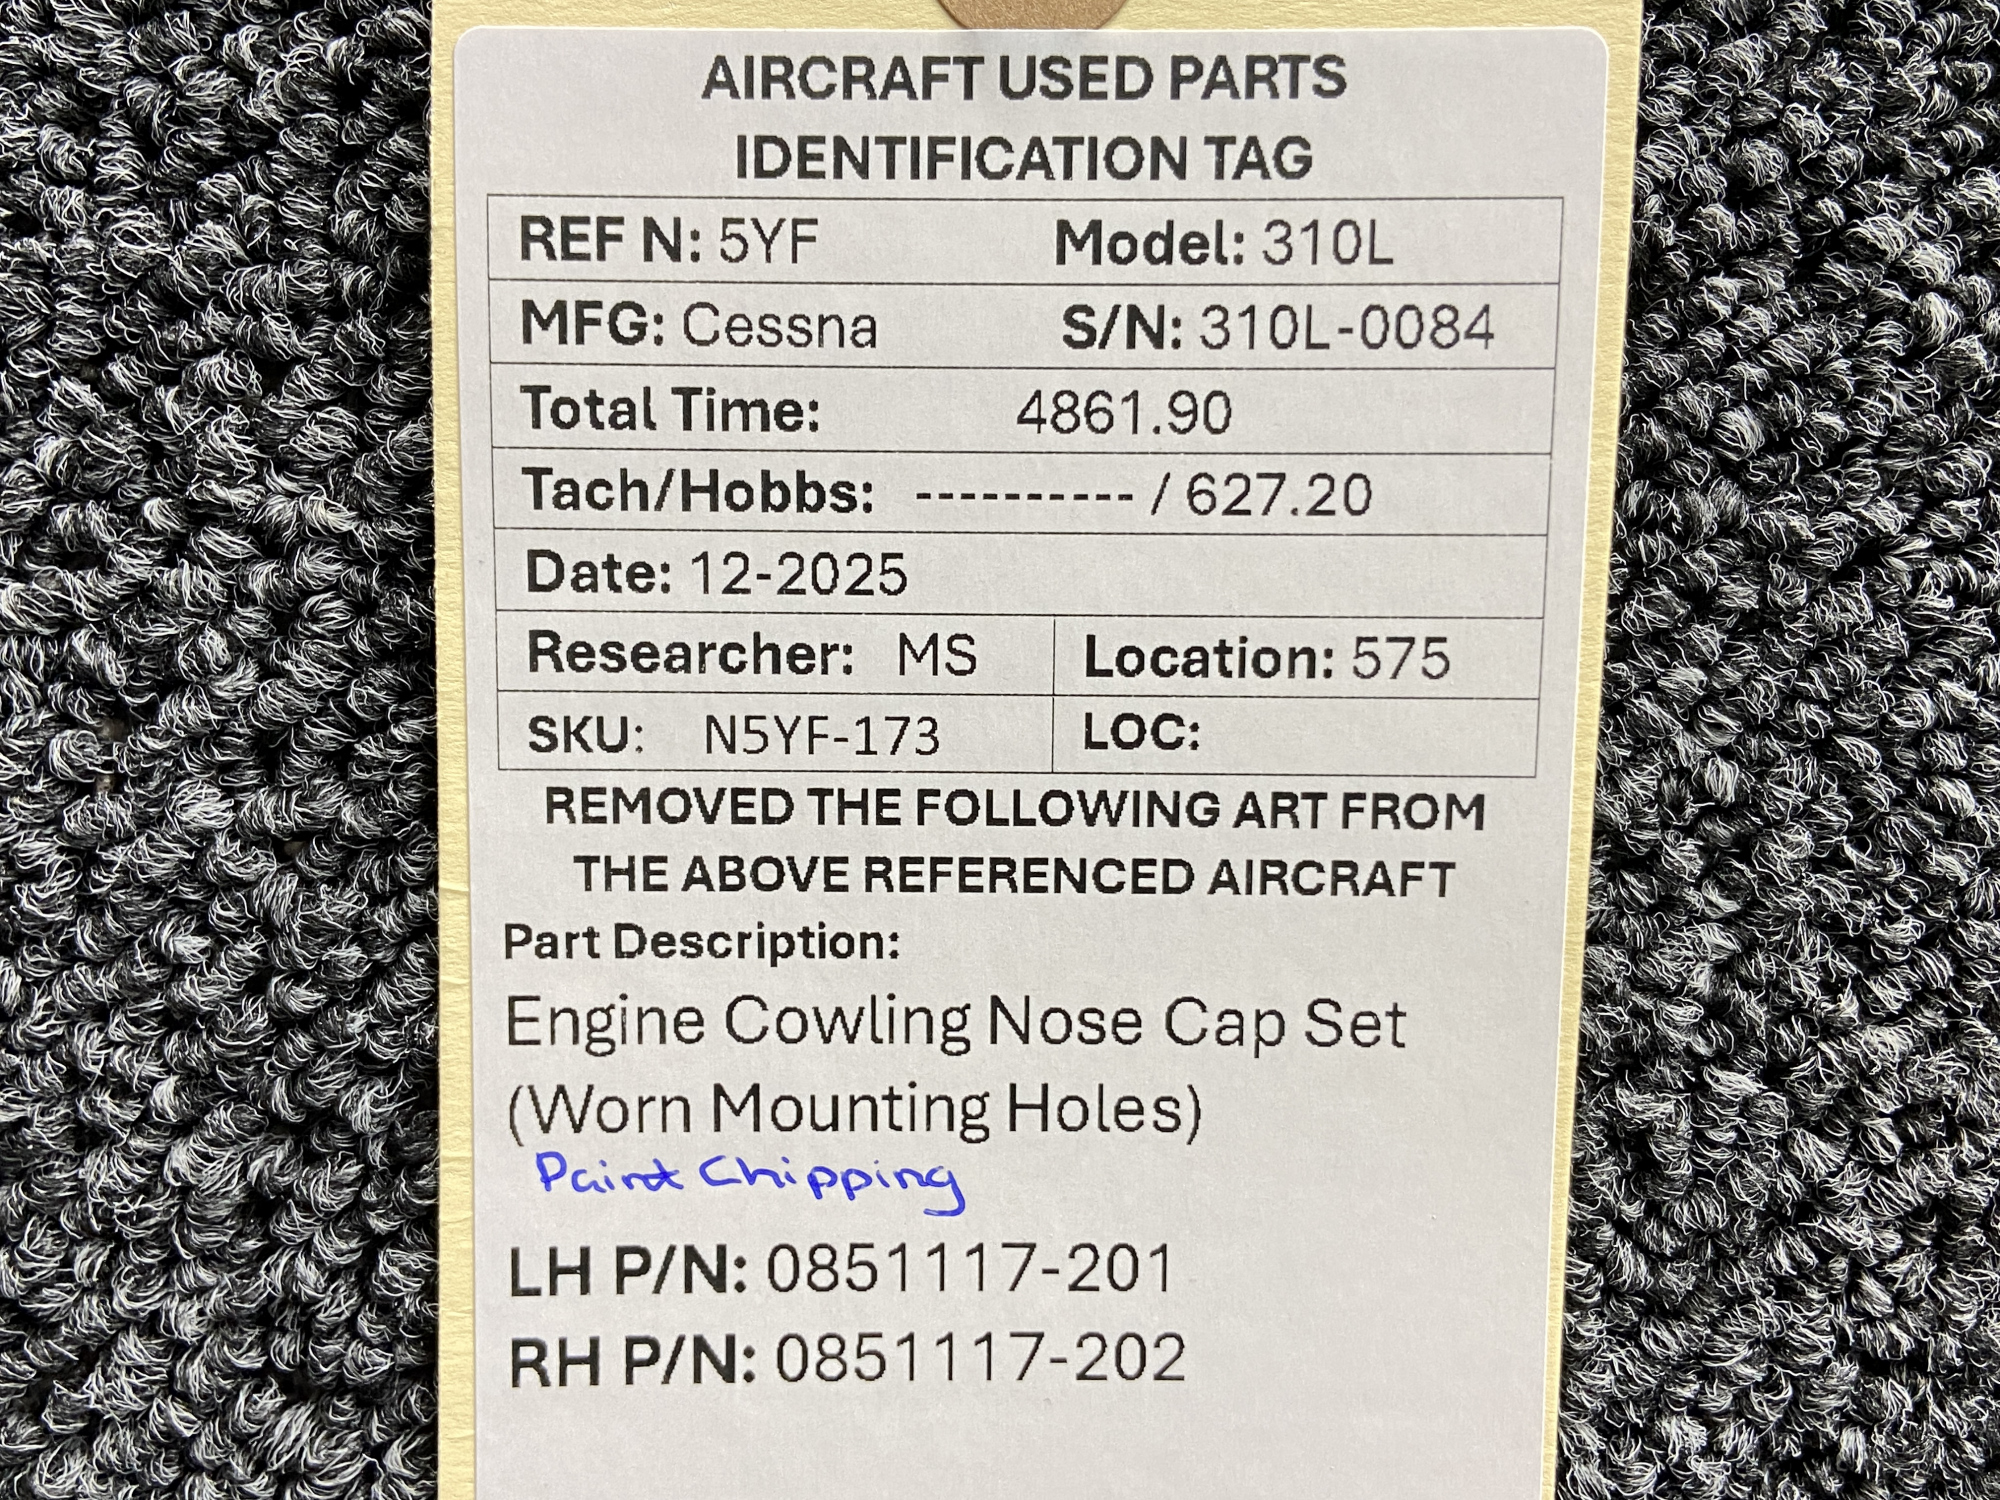 AIRCRAFT USED PARTS
IDENTIFICATION TAG
REF N: 5YF Model: 310L
MFG: Cessna S/N: 310L-0084
Total Time: 4861.90
Tach/Hobbs: ---------- / 627.20
Date: 12-2025
Researcher: MS Location: 575
SKU: N5YF-173 LOC:
REMOVED THE FOLLOWING ART FROM
THE ABOVE REFERENCED AIRCRAFT
Part Description:
Engine Cowling Nose Cap Set
(Worn Mounting Holes)
Paint Chipping
LH P/N: 0851117-201
RH P/N: 0851117-202